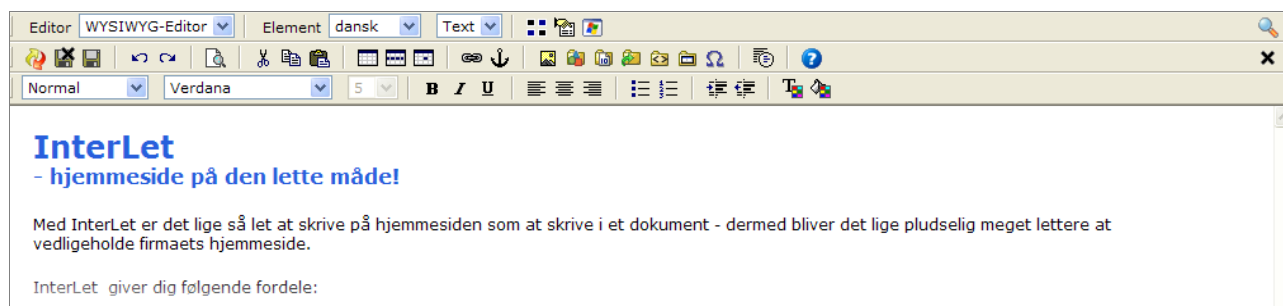 Editor WYSIWYG-Editor Element dansk Text
Normal Verdana 5 B I U
InterLet
- hjemmeside på den lette måde!
Med InterLet er det lige så let at skrive på hjemmesiden som at skrive i et dokument - dermed bliver det lige pludselig meget lettere at
vedligeholde firmaets hjemmeside.
InterLet giver dig følgende fordele: